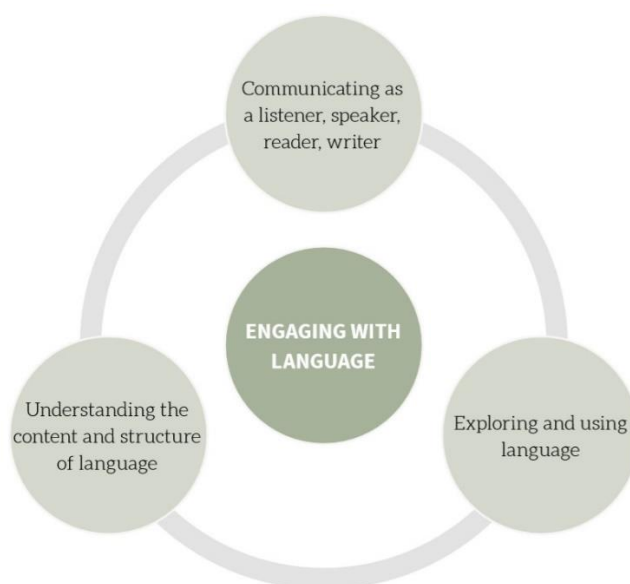 Communicating as
a listener, speaker,
reader, writer
ENGAGING WITH
LANGUAGE
Understanding the
content and structure
of language
Exploring and using
language